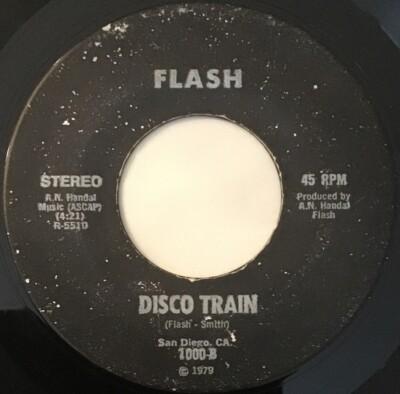 FLASH
STEREO
A.N. Handal
Music (ASCAP)
(4:21)
R-5510
45 RPM
Produced by
A.N. Handal
Flash
DISCO TRAIN
(Flash - Smith)
San Diego, CA.
1000-B
© 1979